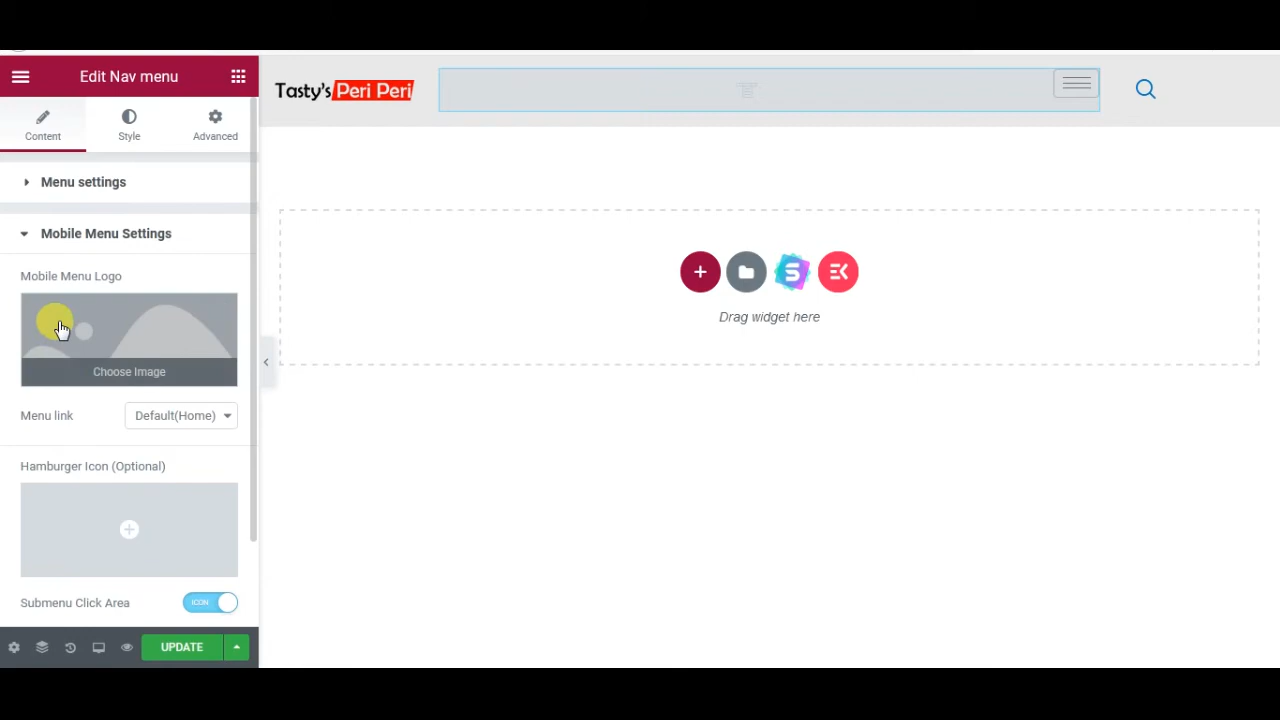 Edit Nav menu
Content
Style
Advanced
Menu settings
Mobile Menu Settings
Mobile Menu Logo
Choose Image
Menu link
Default(Home)
Hamburger Icon (Optional)
Submenu Click Area
ICON
UPDATE
Tasty's Peri Peri
Drag widget here